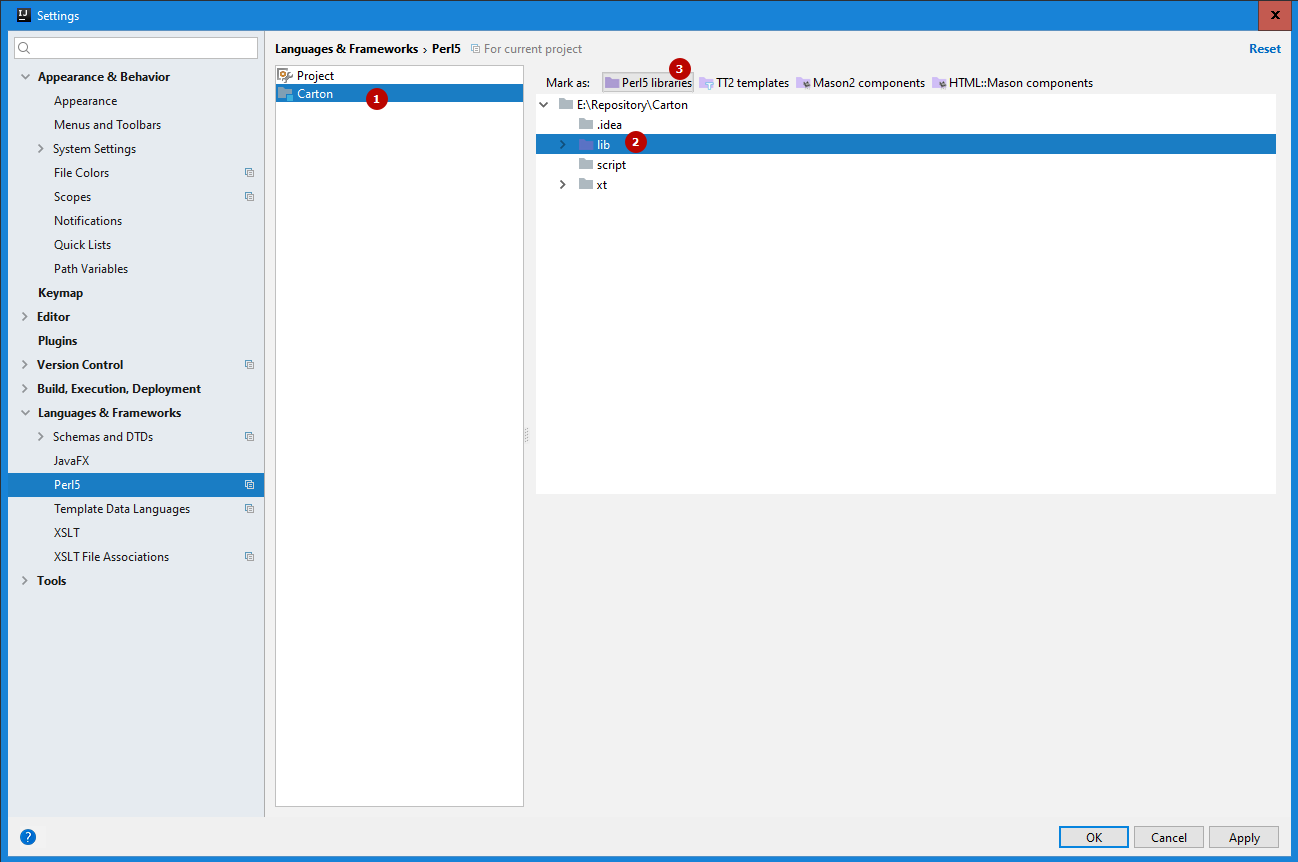 Settings
Languages & Frameworks › Perl5 For current project Reset
Appearance & Behavior
Appearance
Menus and Toolbars
System Settings
File Colors
Scopes
Notifications
Quick Lists
Path Variables
Keymap
Editor
Plugins
Version Control
Build, Execution, Deployment
Languages & Frameworks
Schemas and DTDs
JavaFX
Perl5
Template Data Languages
XSLT
XSLT File Associations
Tools
Project
Carton 1
3
Mark as: Perl5 libraries TT2 templates Mason2 components HTML::Mason components
E:\Repository\Carton
.idea
lib 2
script
xt
? OK Cancel Apply